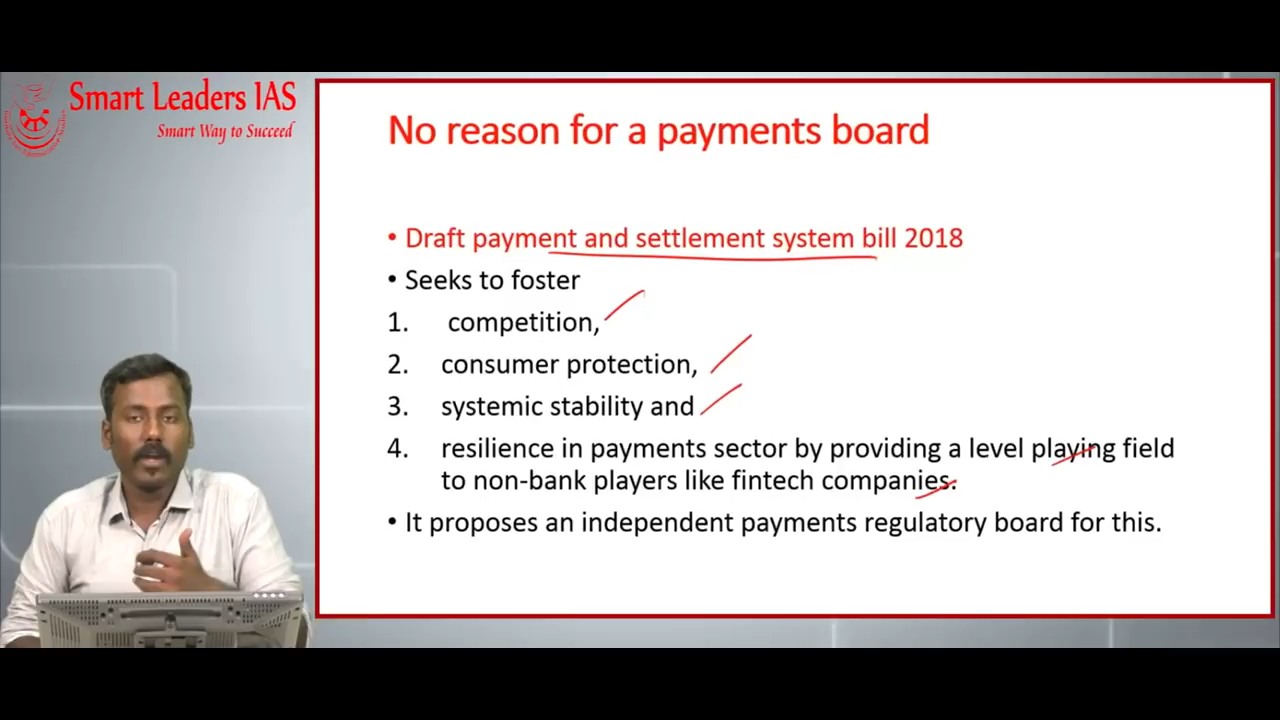 Smart Leaders IAS
Smart Way to Succeed
No reason for a payments board
• Draft payment and settlement system bill 2018
• Seeks to foster
1. competition,
2. consumer protection,
3. systemic stability and
4. resilience in payments sector by providing a level playing field
to non-bank players like fintech companies.
• It proposes an independent payments regulatory board for this.